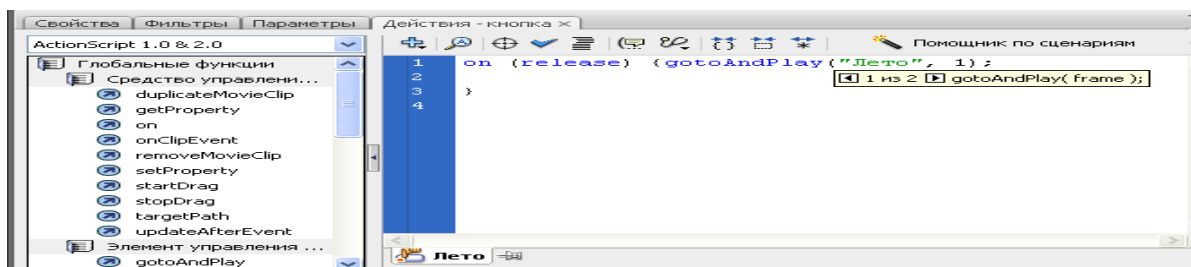 Свойства Фильтры Параметры Действия - кнопка ×
ActionScript 1.0 & 2.0
Помощник по сценариям
Глобальные функции
Средство управлени...
duplicateMovieClip
getProperty
on
onClipEvent
removeMovieClip
setProperty
startDrag
stopDrag
targetPath
updateAfterEvent
Элемент управления ...
gotoAndPlay
1 on (release) {gotoAndPlay("Лето", 1);
2
1 из 2 gotoAndPlay( frame );
3 }
4
Лето